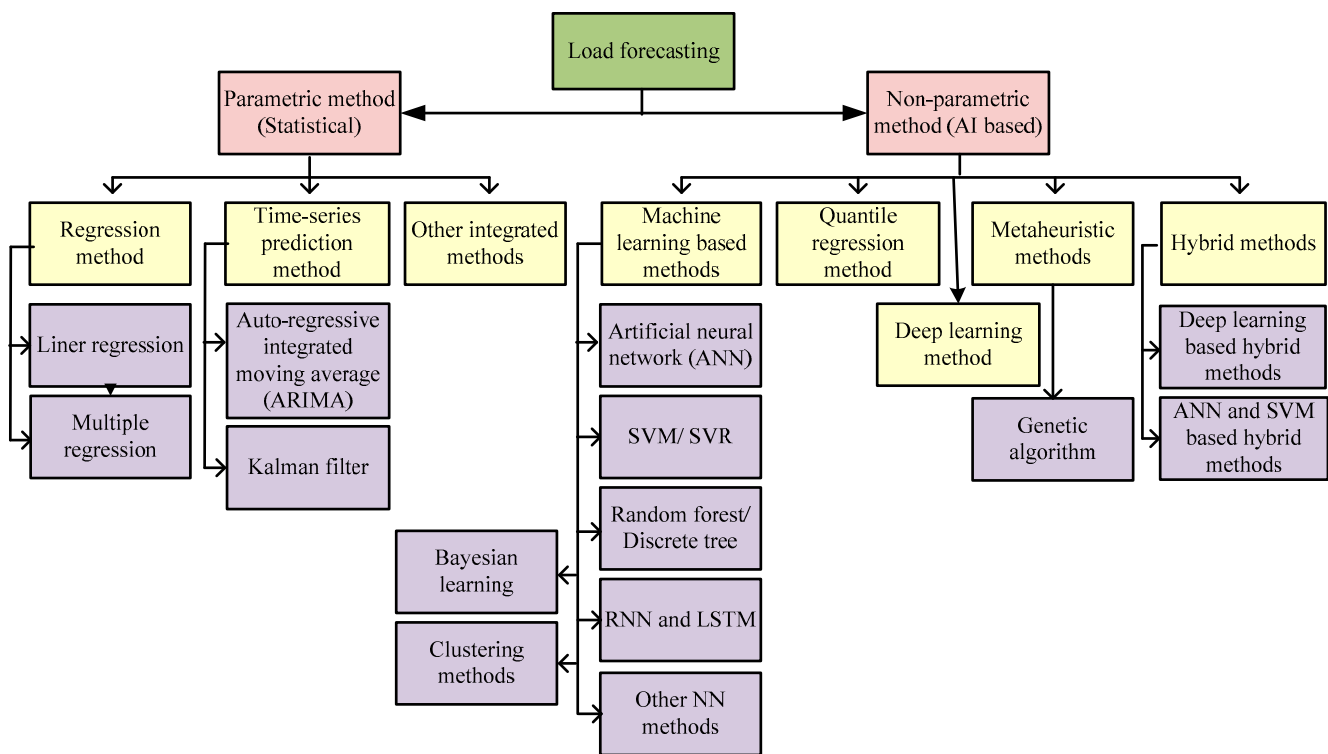 Load forecasting
Parametric method
(Statistical)
Non-parametric
method (AI based)
Regression
method
Time-series
prediction
method
Other integrated
methods
Machine
learning based
methods
Quantile
regression
method
Metaheuristic
methods
Hybrid methods
Deep learning
method
Liner regression
Multiple
regression
Auto-regressive
integrated
moving average
(ARIMA)
Kalman filter
Artificial neural
network (ANN)
SVM/ SVR
Random forest/
Discrete tree
RNN and LSTM
Other NN
methods
Bayesian
learning
Clustering
methods
Genetic
algorithm
Deep learning
based hybrid
methods
ANN and SVM
based hybrid
methods